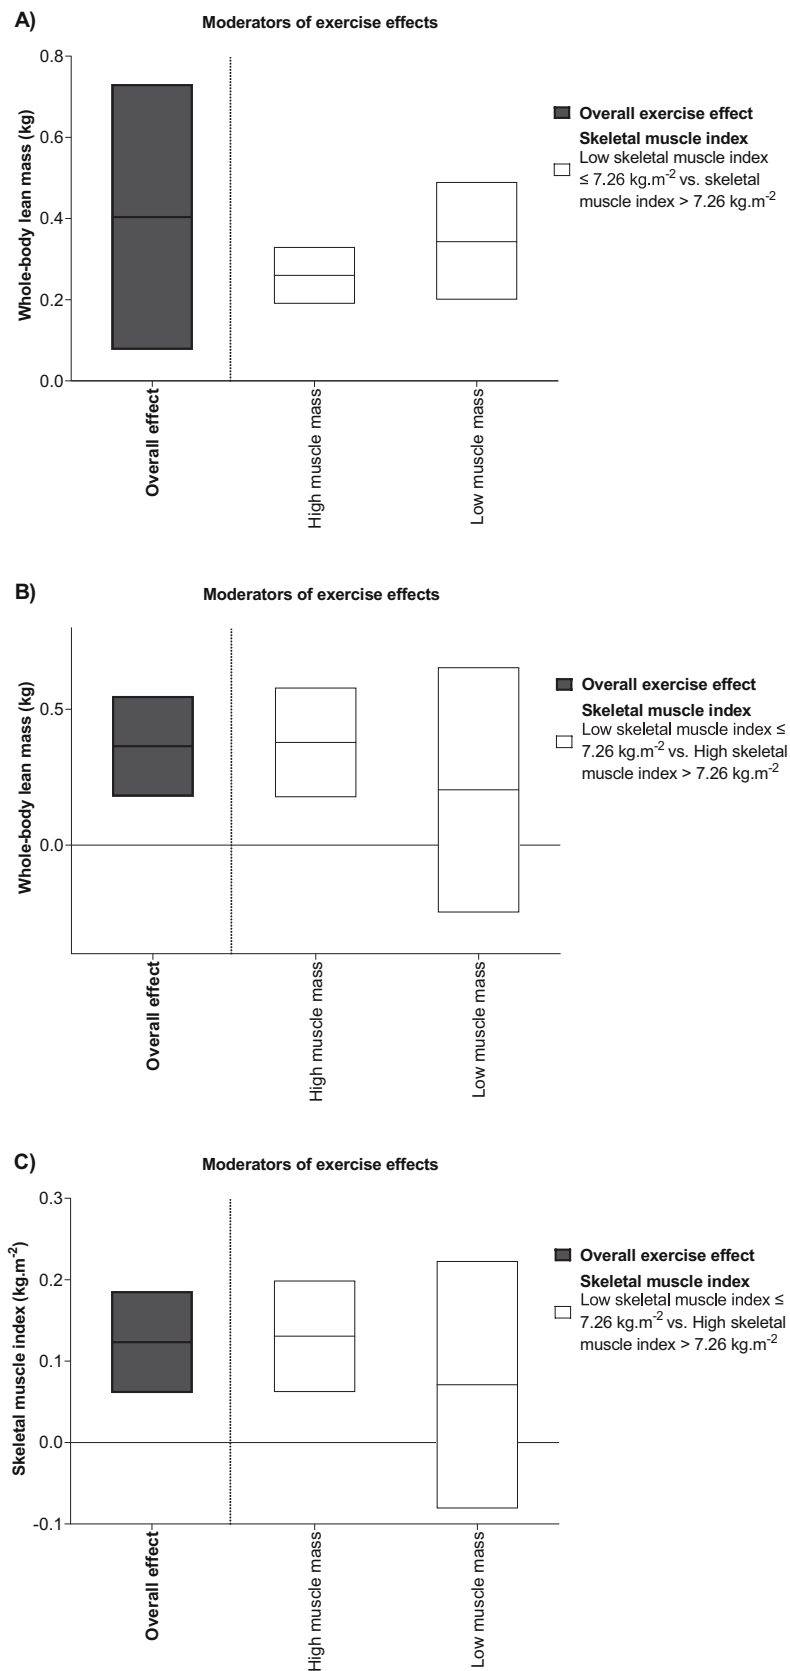 A)
Moderators of exercise effects
Whole-body lean mass (kg)
0.8
0.6
0.4
0.2
0.0
Overall effect
High muscle mass
Low muscle mass
Overall exercise effect
Skeletal muscle index
Low skeletal muscle index
≤ 7.26 kg.m⁻² vs. skeletal
muscle index > 7.26 kg.m⁻²
B)
Moderators of exercise effects
Whole-body lean mass (kg)
0.5
0.0
Overall effect
High muscle mass
Low muscle mass
Overall exercise effect
Skeletal muscle index
Low skeletal muscle index ≤
7.26 kg.m⁻² vs. High skeletal
muscle index > 7.26 kg.m⁻²
C)
Moderators of exercise effects
Skeletal muscle index (kg.m⁻²)
0.3
0.2
0.1
0.0
-0.1
Overall effect
High muscle mass
Low muscle mass
Overall exercise effect
Skeletal muscle index
Low skeletal muscle index ≤
7.26 kg.m⁻² vs. High skeletal
muscle index > 7.26 kg.m⁻²